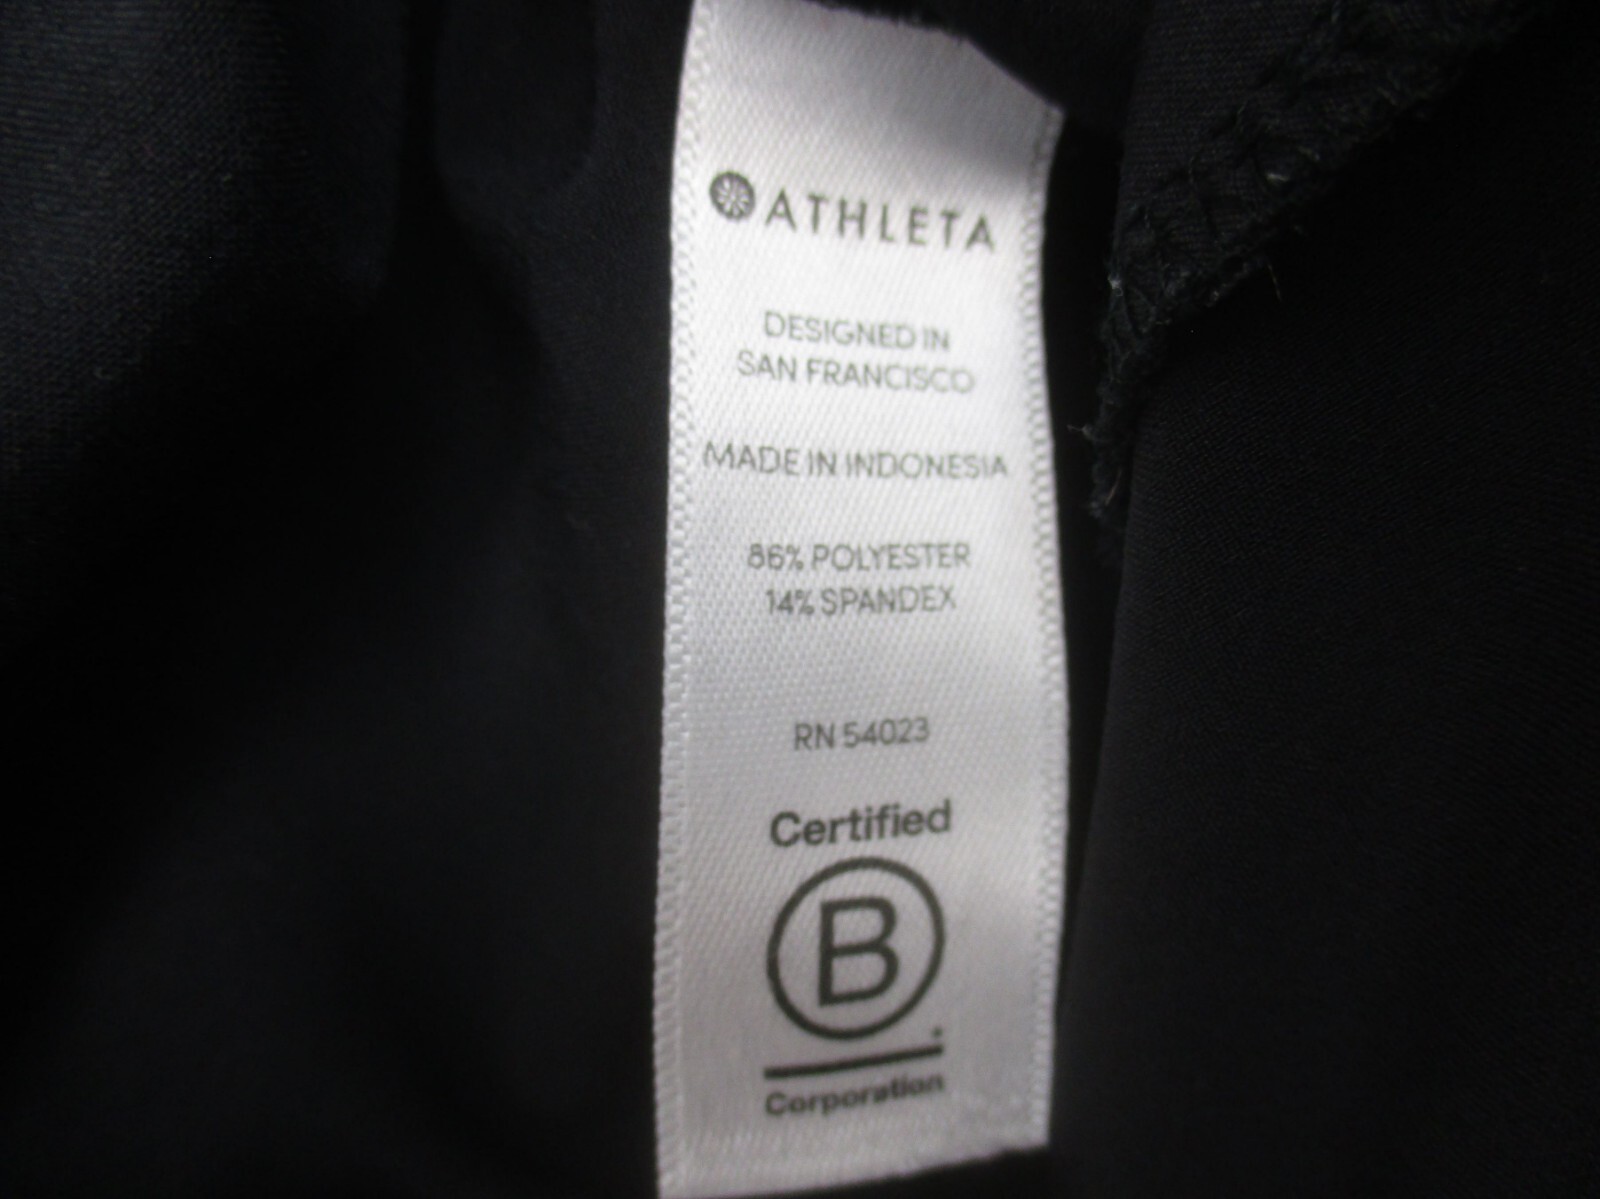 ATHLETA
DESIGNED IN
SAN FRANCISCO
MADE IN INDONESIA
86% POLYESTER
14% SPANDEX
RN 54023
Certified
B
Corporation